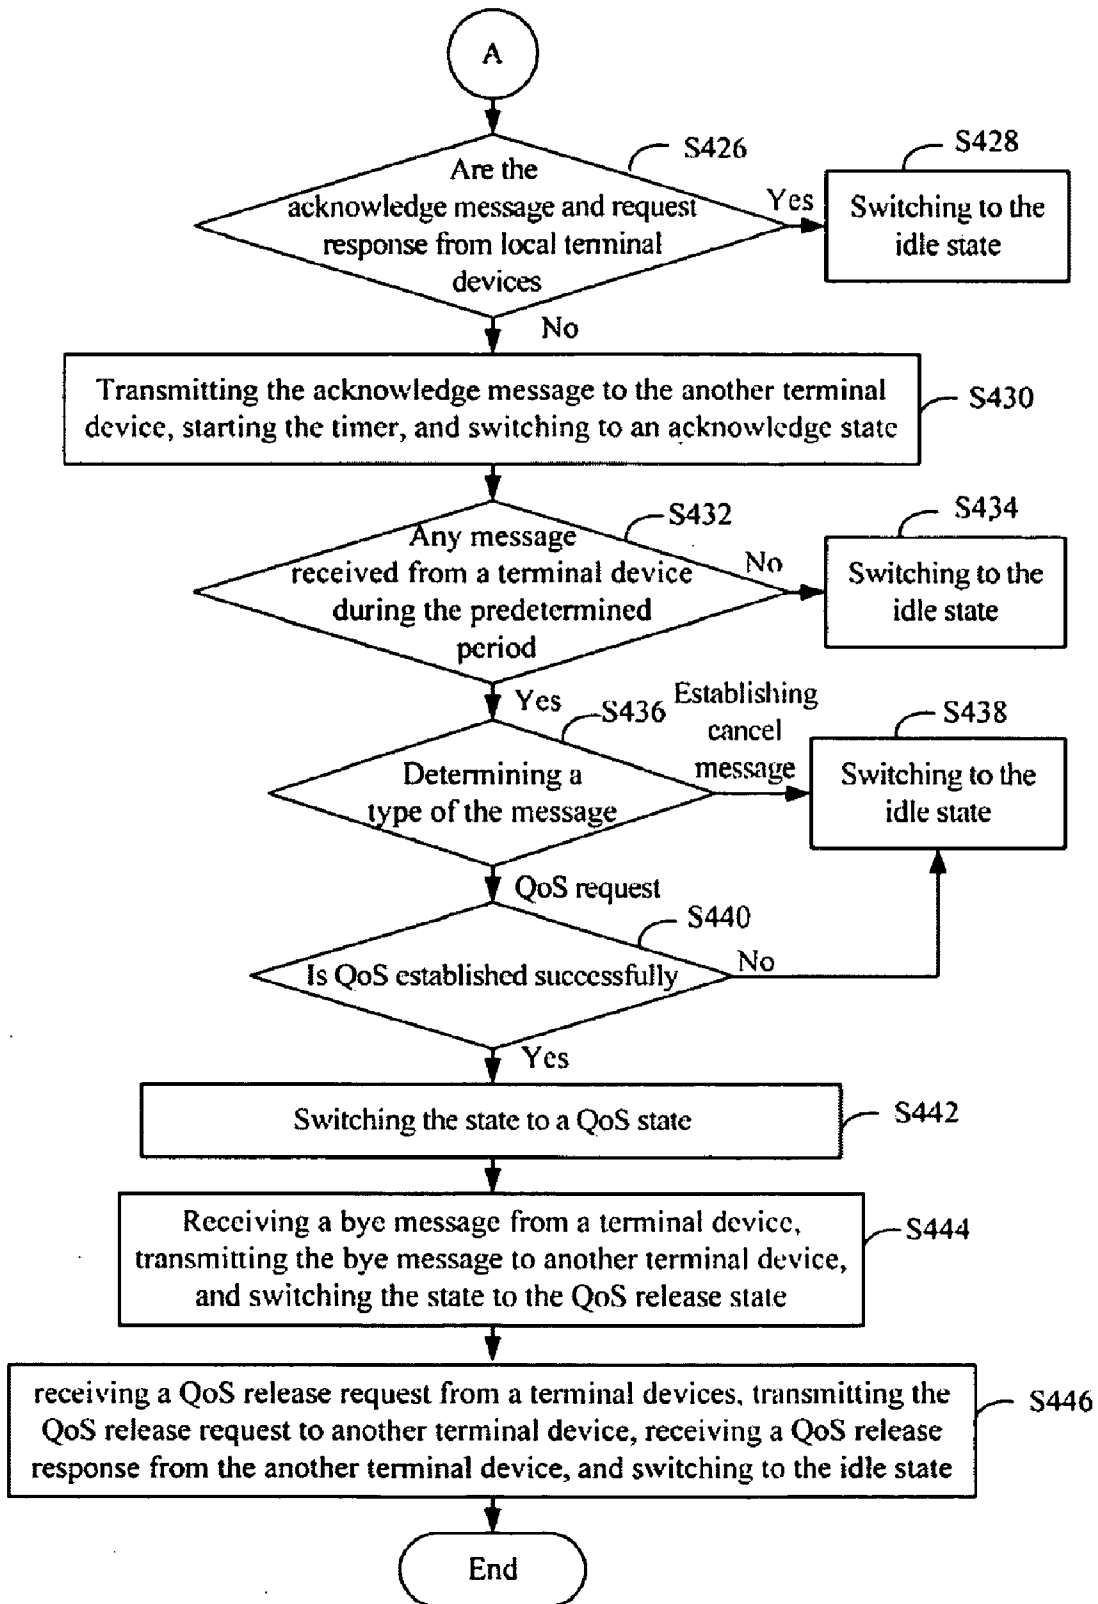 A
S426
Are the
acknowledge message and request
response from local terminal
devices
Yes
S428
Switching to the
idle state
No
Transmitting the acknowledge message to the another terminal
device, starting the timer, and switching to an acknowledge state
S430
S432
Any message
received from a terminal device
during the predetermined
period
No
S434
Switching to the
idle state
Yes
S436
Determining a
type of the message
Establishing
cancel
message
S438
Switching to the
idle state
QoS request
S440
Is QoS established successfully
No
Yes
Switching the state to a QoS state
S442
Receiving a bye message from a terminal device,
transmitting the bye message to another terminal device,
and switching the state to the QoS release state
S444
receiving a QoS release request from a terminal devices, transmitting the
QoS release request to another terminal device, receiving a QoS release
response from the another terminal device, and switching to the idle state
S446
End